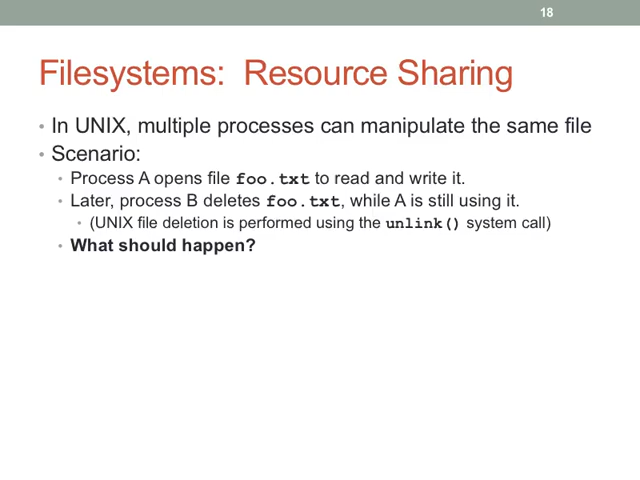 18
Filesystems: Resource Sharing
• In UNIX, multiple processes can manipulate the same file
• Scenario:
• Process A opens file foo.txt to read and write it.
• Later, process B deletes foo.txt, while A is still using it.
• (UNIX file deletion is performed using the unlink() system call)
• What should happen?